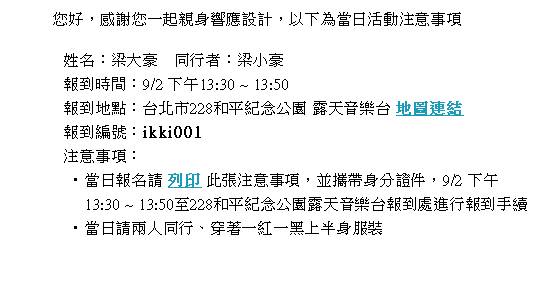 您好，感謝您一起親身響應設計，以下為當日活動注意事項
姓名：梁大豪　同行者：梁小豪
報到時間：9/2 下午13:30 ~ 13:50
報到地點：台北市228和平紀念公園 露天音樂台 地圖連結
報到編號：ikki001
注意事項：
・當日報名請 列印 此張注意事項，並攜帶身分證件，9/2 下午
13:30 ~ 13:50至228和平紀念公園露天音樂台報到處進行報到手續
・當日請兩人同行、穿著一紅一黑上半身服裝